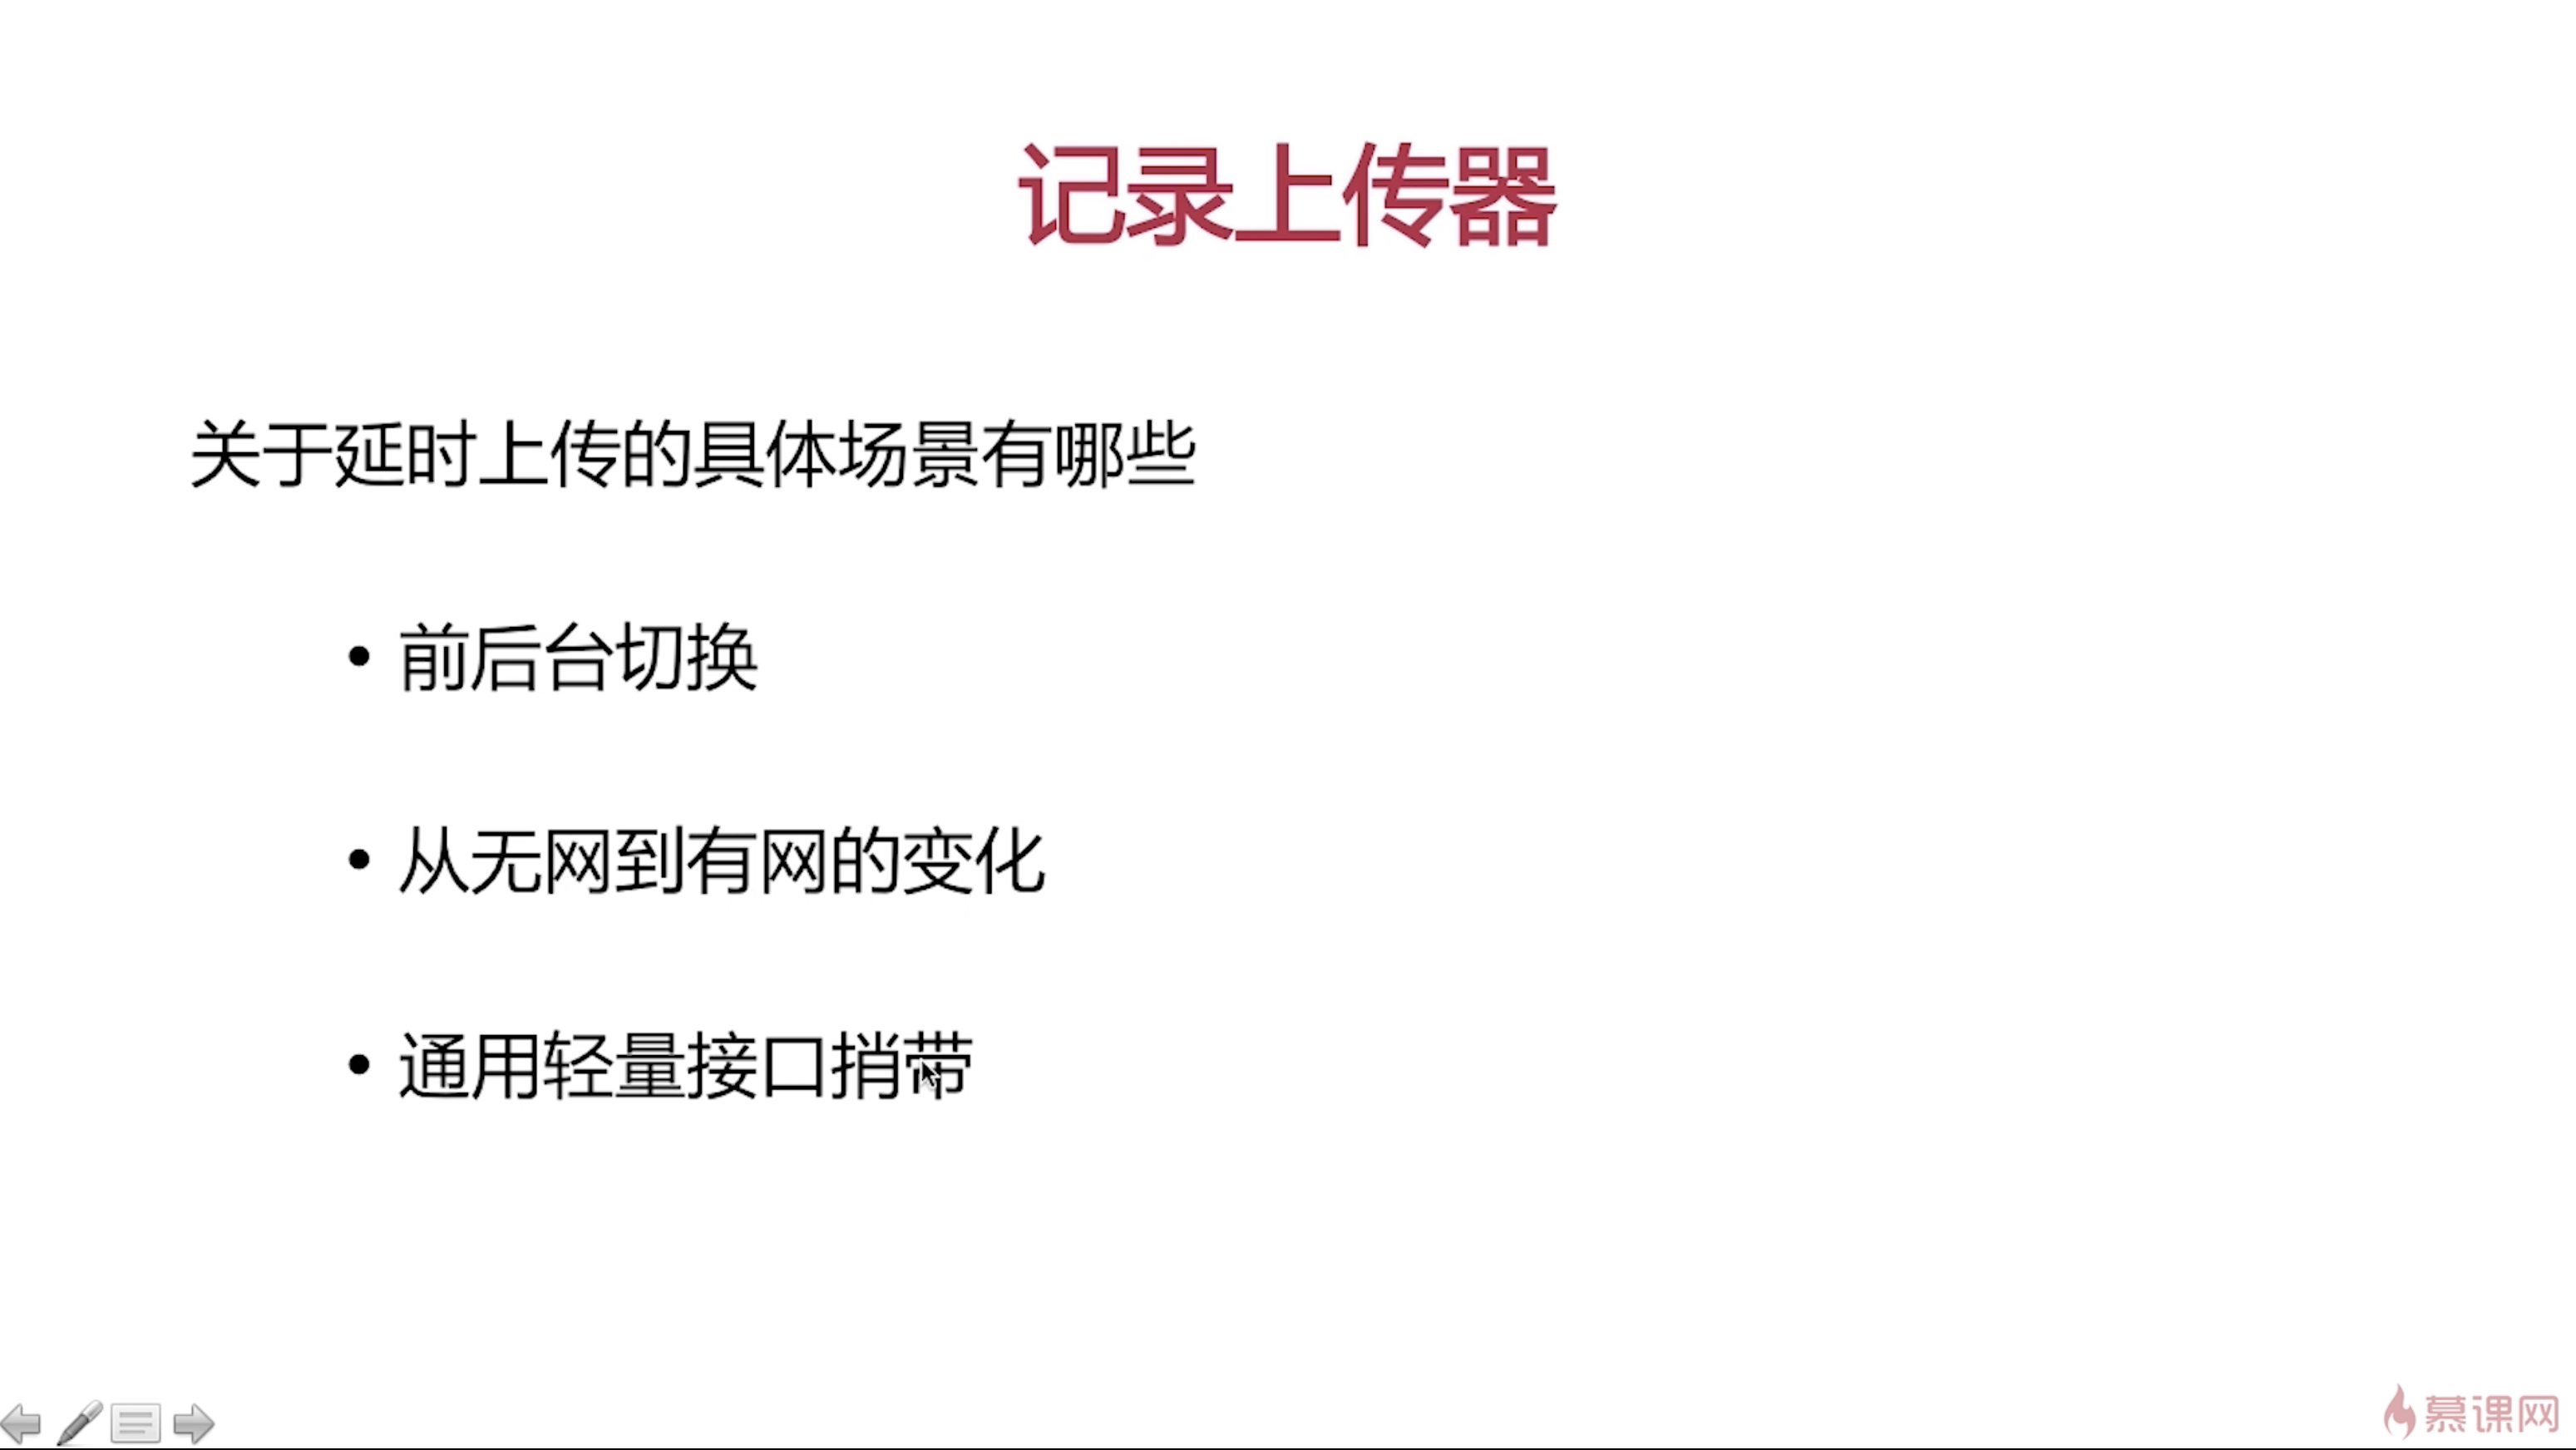 记录上传器
关于延时上传的具体场景有哪些
• 前后台切换
• 从无网到有网的变化
• 通用轻量接口捎带
慕课网